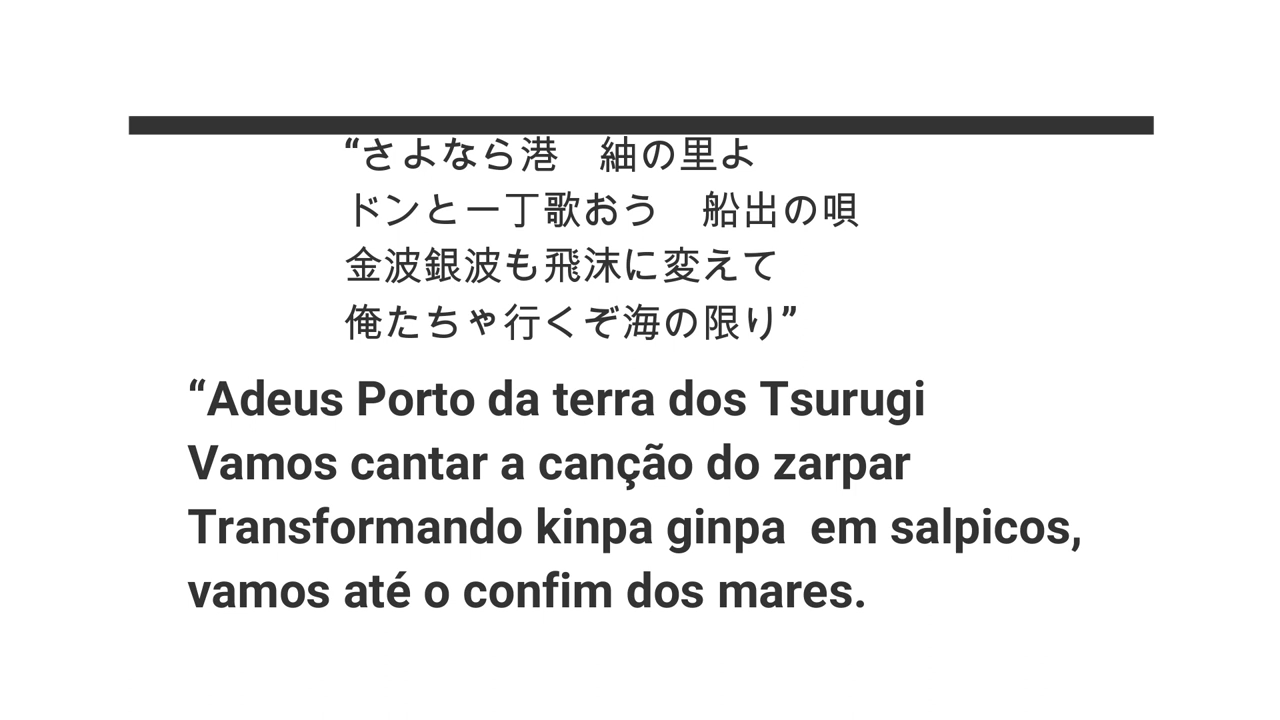 “さよなら港　紬の里よ
ドンと一丁歌おう　船出の唄
金波銀波も飛沫に変えて
俺たちゃ行くぞ海の限り”
“Adeus Porto da terra dos Tsurugi
Vamos cantar a canção do zarpar
Transformando kinpa ginpa  em salpicos,
vamos até o confim dos mares.